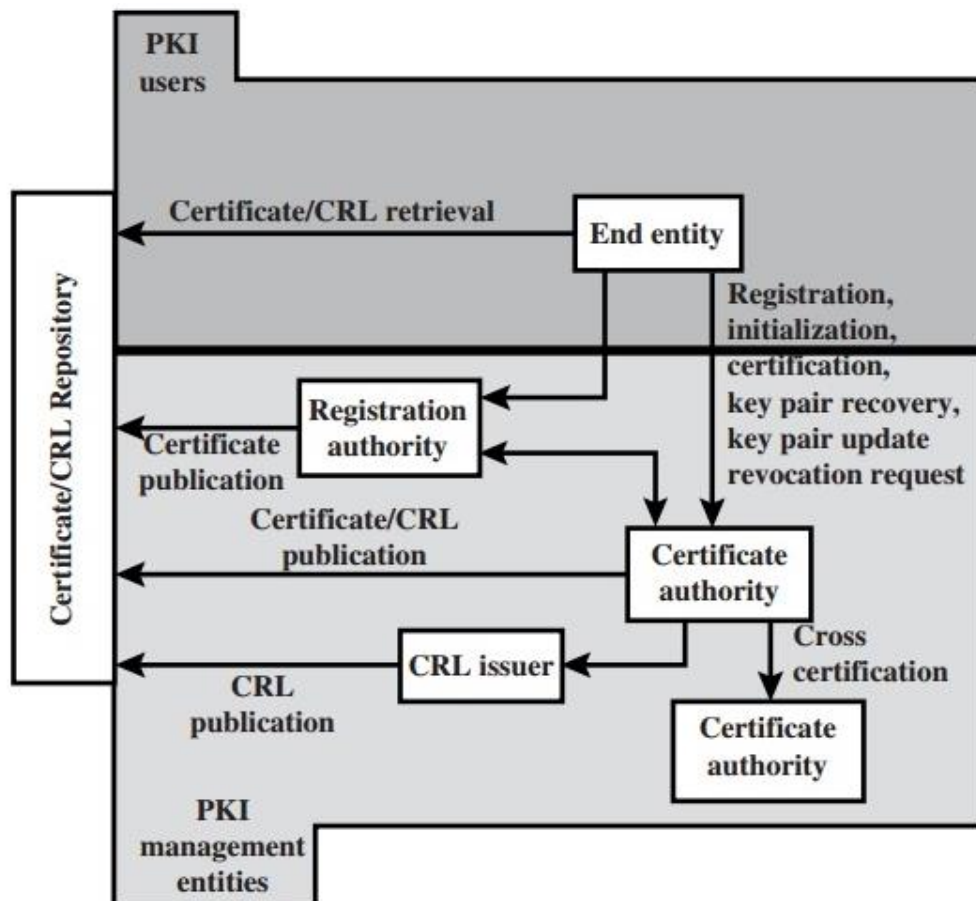 PKI
users
Certificate/CRL retrieval
End entity
Registration,
initialization,
certification,
key pair recovery,
key pair update
revocation request
Certificate/CRL Repository
Registration
authority
Certificate
publication
Certificate/CRL
publication
Certificate
authority
Cross
certification
CRL issuer
CRL
publication
Certificate
authority
PKI
management
entities